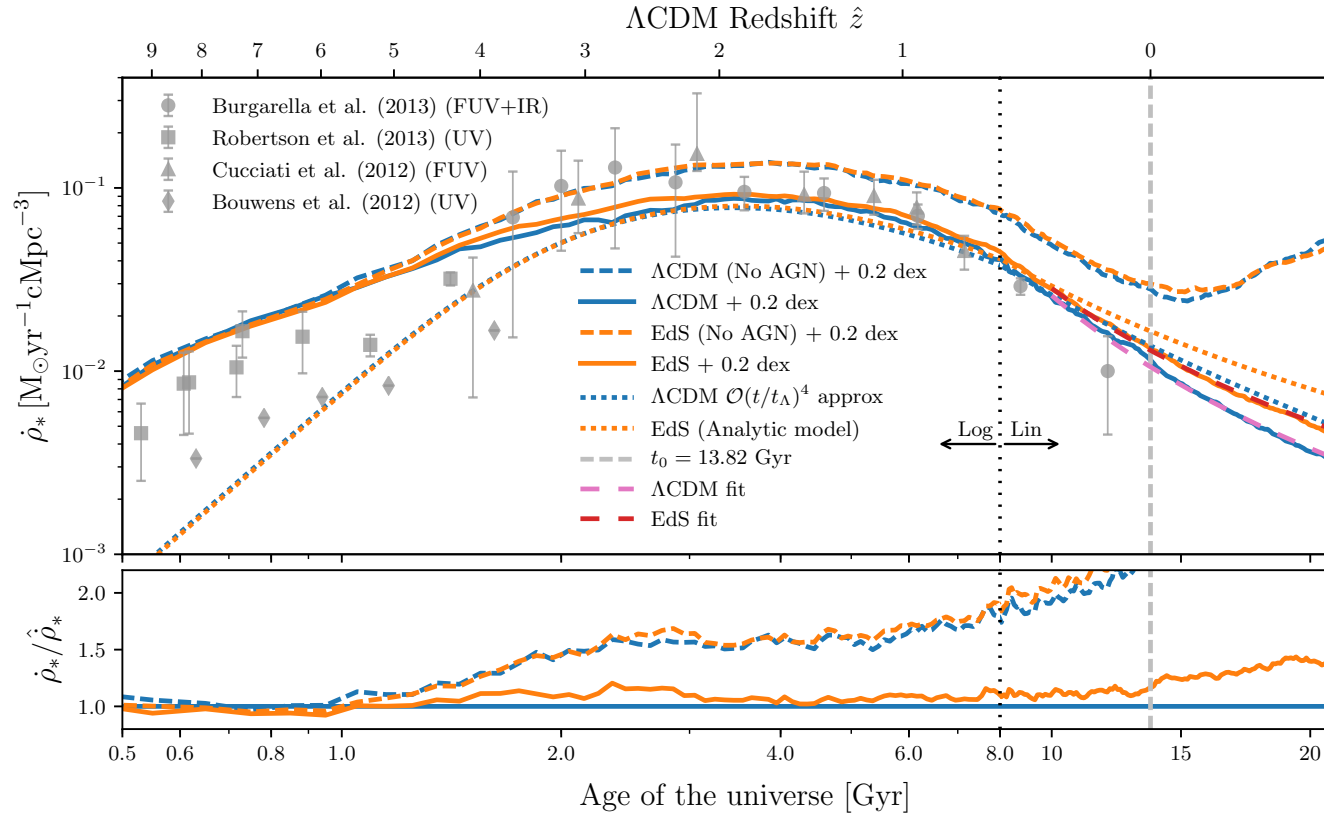 ΛCDM Redshift ẑ
9 8 7 6 5 4 3 2 1 0
Burgarella et al. (2013) (FUV+IR)
Robertson et al. (2013) (UV)
Cucciati et al. (2012) (FUV)
Bouwens et al. (2012) (UV)
ΛCDM (No AGN) + 0.2 dex
ΛCDM + 0.2 dex
EdS (No AGN) + 0.2 dex
EdS + 0.2 dex
ΛCDM 𝒪(t/t_Λ)⁴ approx
EdS (Analytic model)
t₀ = 13.82 Gyr
ΛCDM fit
EdS fit
Log Lin
10⁻¹
10⁻²
10⁻³
ρ̇∗ [M⊙yr⁻¹cMpc⁻³]
2.0
1.5
1.0
ρ̇∗/ρ̇̂∗
0.5 0.6 0.8 1.0 2.0 4.0 6.0 8.0 10 15 20
Age of the universe [Gyr]